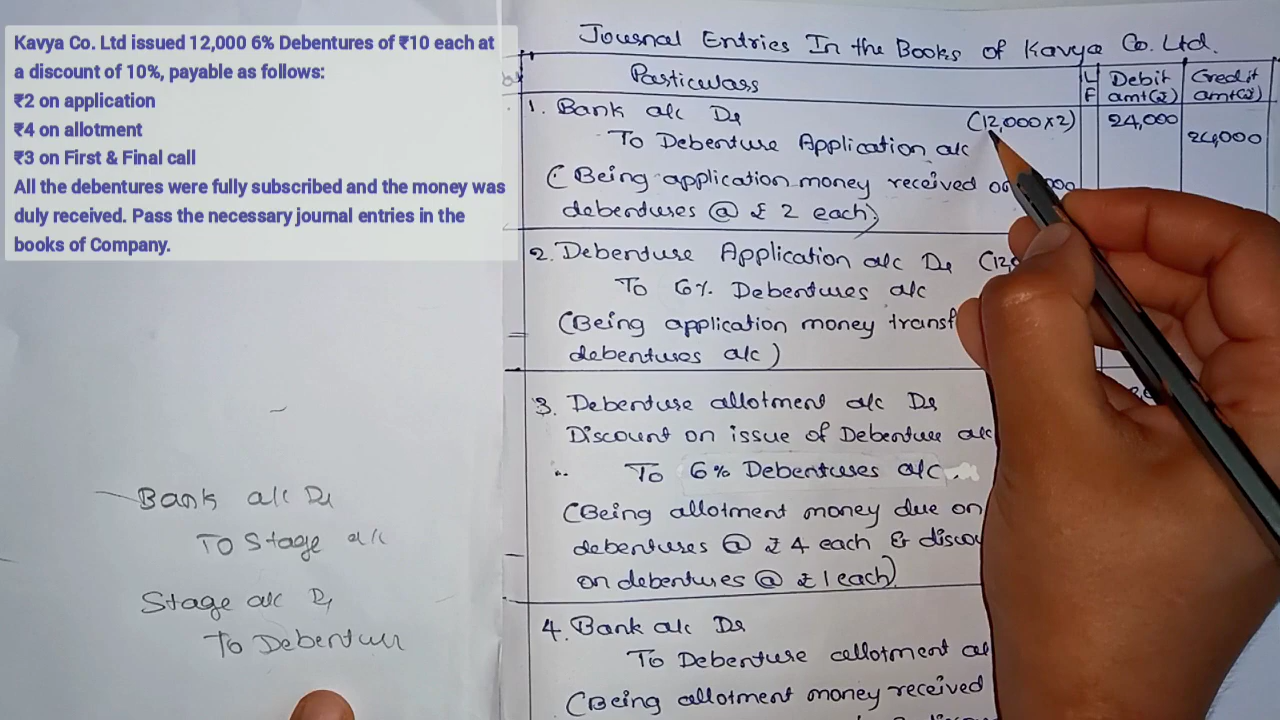 Kavya Co. Ltd issued 12,000 6% Debentures of ₹10 each at
a discount of 10%, payable as follows:
₹2 on application
₹4 on allotment
₹3 on First & Final call
All the debentures were fully subscribed and the money was
duly received. Pass the necessary journal entries in the
books of Company.
Bank a/c Dr
To Stage a/c
Stage a/c Dr
To Debenture
Journal Entries In the Books of Kavya Co. Ltd.
Particulars LF Debit amt(₹) Credit amt(₹)
1. Bank a/c Dr (12,000×2) 24,000
To Debenture Application a/c 24,000
(Being application money received on
debentures @ ₹ 2 each)
2. Debenture Application a/c Dr
To 6% Debentures a/c
(Being application money
debentures a/c)
3. Debenture allotment a/c Dr
Discount on issue of Debenture a/c
To 6% Debentures a/c
(Being allotment money due on
debentures @ ₹ 4 each &
on debentures @ ₹ 1 each)
4. Bank a/c Dr
To Debenture allotment
(Being allotment money received